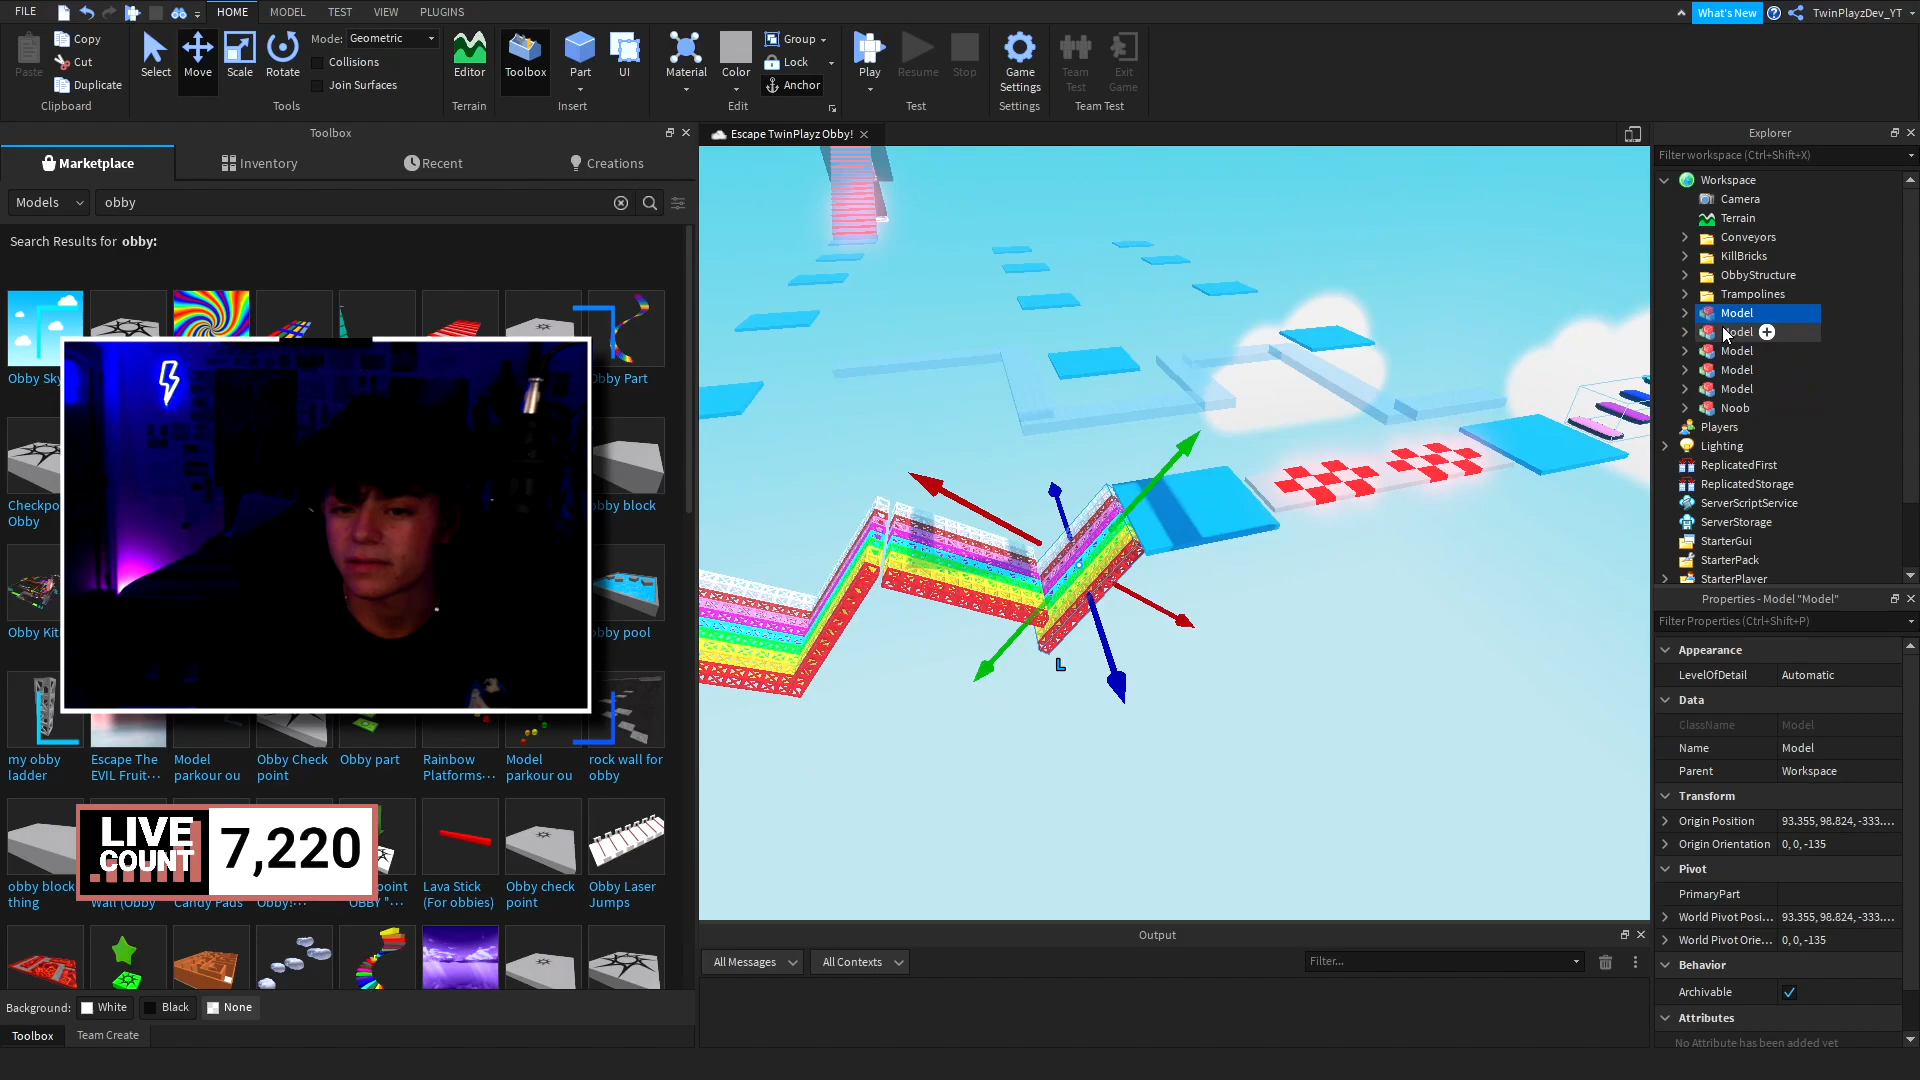 FILE
HOME
MODEL
TEST
VIEW
PLUGINS
What's New
TwinPlayzDev_YT
Paste
Copy
Cut
Duplicate
Clipboard
Select
Move
Scale
Rotate
Mode:
Geometric
Collisions
Join Surfaces
Tools
Editor
Terrain
Toolbox
Part
UI
Insert
Material
Color
Group
Lock
Anchor
Edit
Play
Resume
Stop
Test
Game
Settings
Settings
Team
Test
Exit
Game
Team Test
Toolbox
Marketplace
Inventory
Recent
Creations
Models
obby
Search Results for obby:
Obby Sky
Obby Part
Obby
obby block
Obby Kit
obby pool
my obby
ladder
Escape The
EVIL Fruit...
Model
parkour ou
Obby Check
point
Obby part
Rainbow
Platforms...
Model
parkour ou
rock wall for
obby
LIVE
COUNT
7,220
obby block
thing
Wall (Obby
Candy Pads
Obby!...
point
OBBY "...
Lava Stick
(For obbies)
Obby check
point
Obby Laser
Jumps
Background:
White
Black
None
Toolbox
Team Create
Escape TwinPlayz Obby!
L
Output
All Messages
All Contexts
Filter...
Explorer
Filter workspace (Ctrl+Shift+X)
Workspace
Camera
Terrain
Conveyors
KillBricks
ObbyStructure
Trampolines
Model
Model
Model
Model
Model
Noob
Players
Lighting
ReplicatedFirst
ReplicatedStorage
ServerScriptService
ServerStorage
StarterGui
StarterPack
StarterPlayer
Properties - Model "Model"
Filter Properties (Ctrl+Shift+P)
Appearance
LevelOfDetail
Automatic
Data
ClassName
Model
Name
Model
Parent
Workspace
Transform
Origin Position
93.355, 98.824, -333....
Origin Orientation
0, 0, -135
Pivot
PrimaryPart
World Pivot Posi...
93.355, 98.824, -333....
World Pivot Orie...
0, 0, -135
Behavior
Archivable
Attributes
No Attribute has been added yet